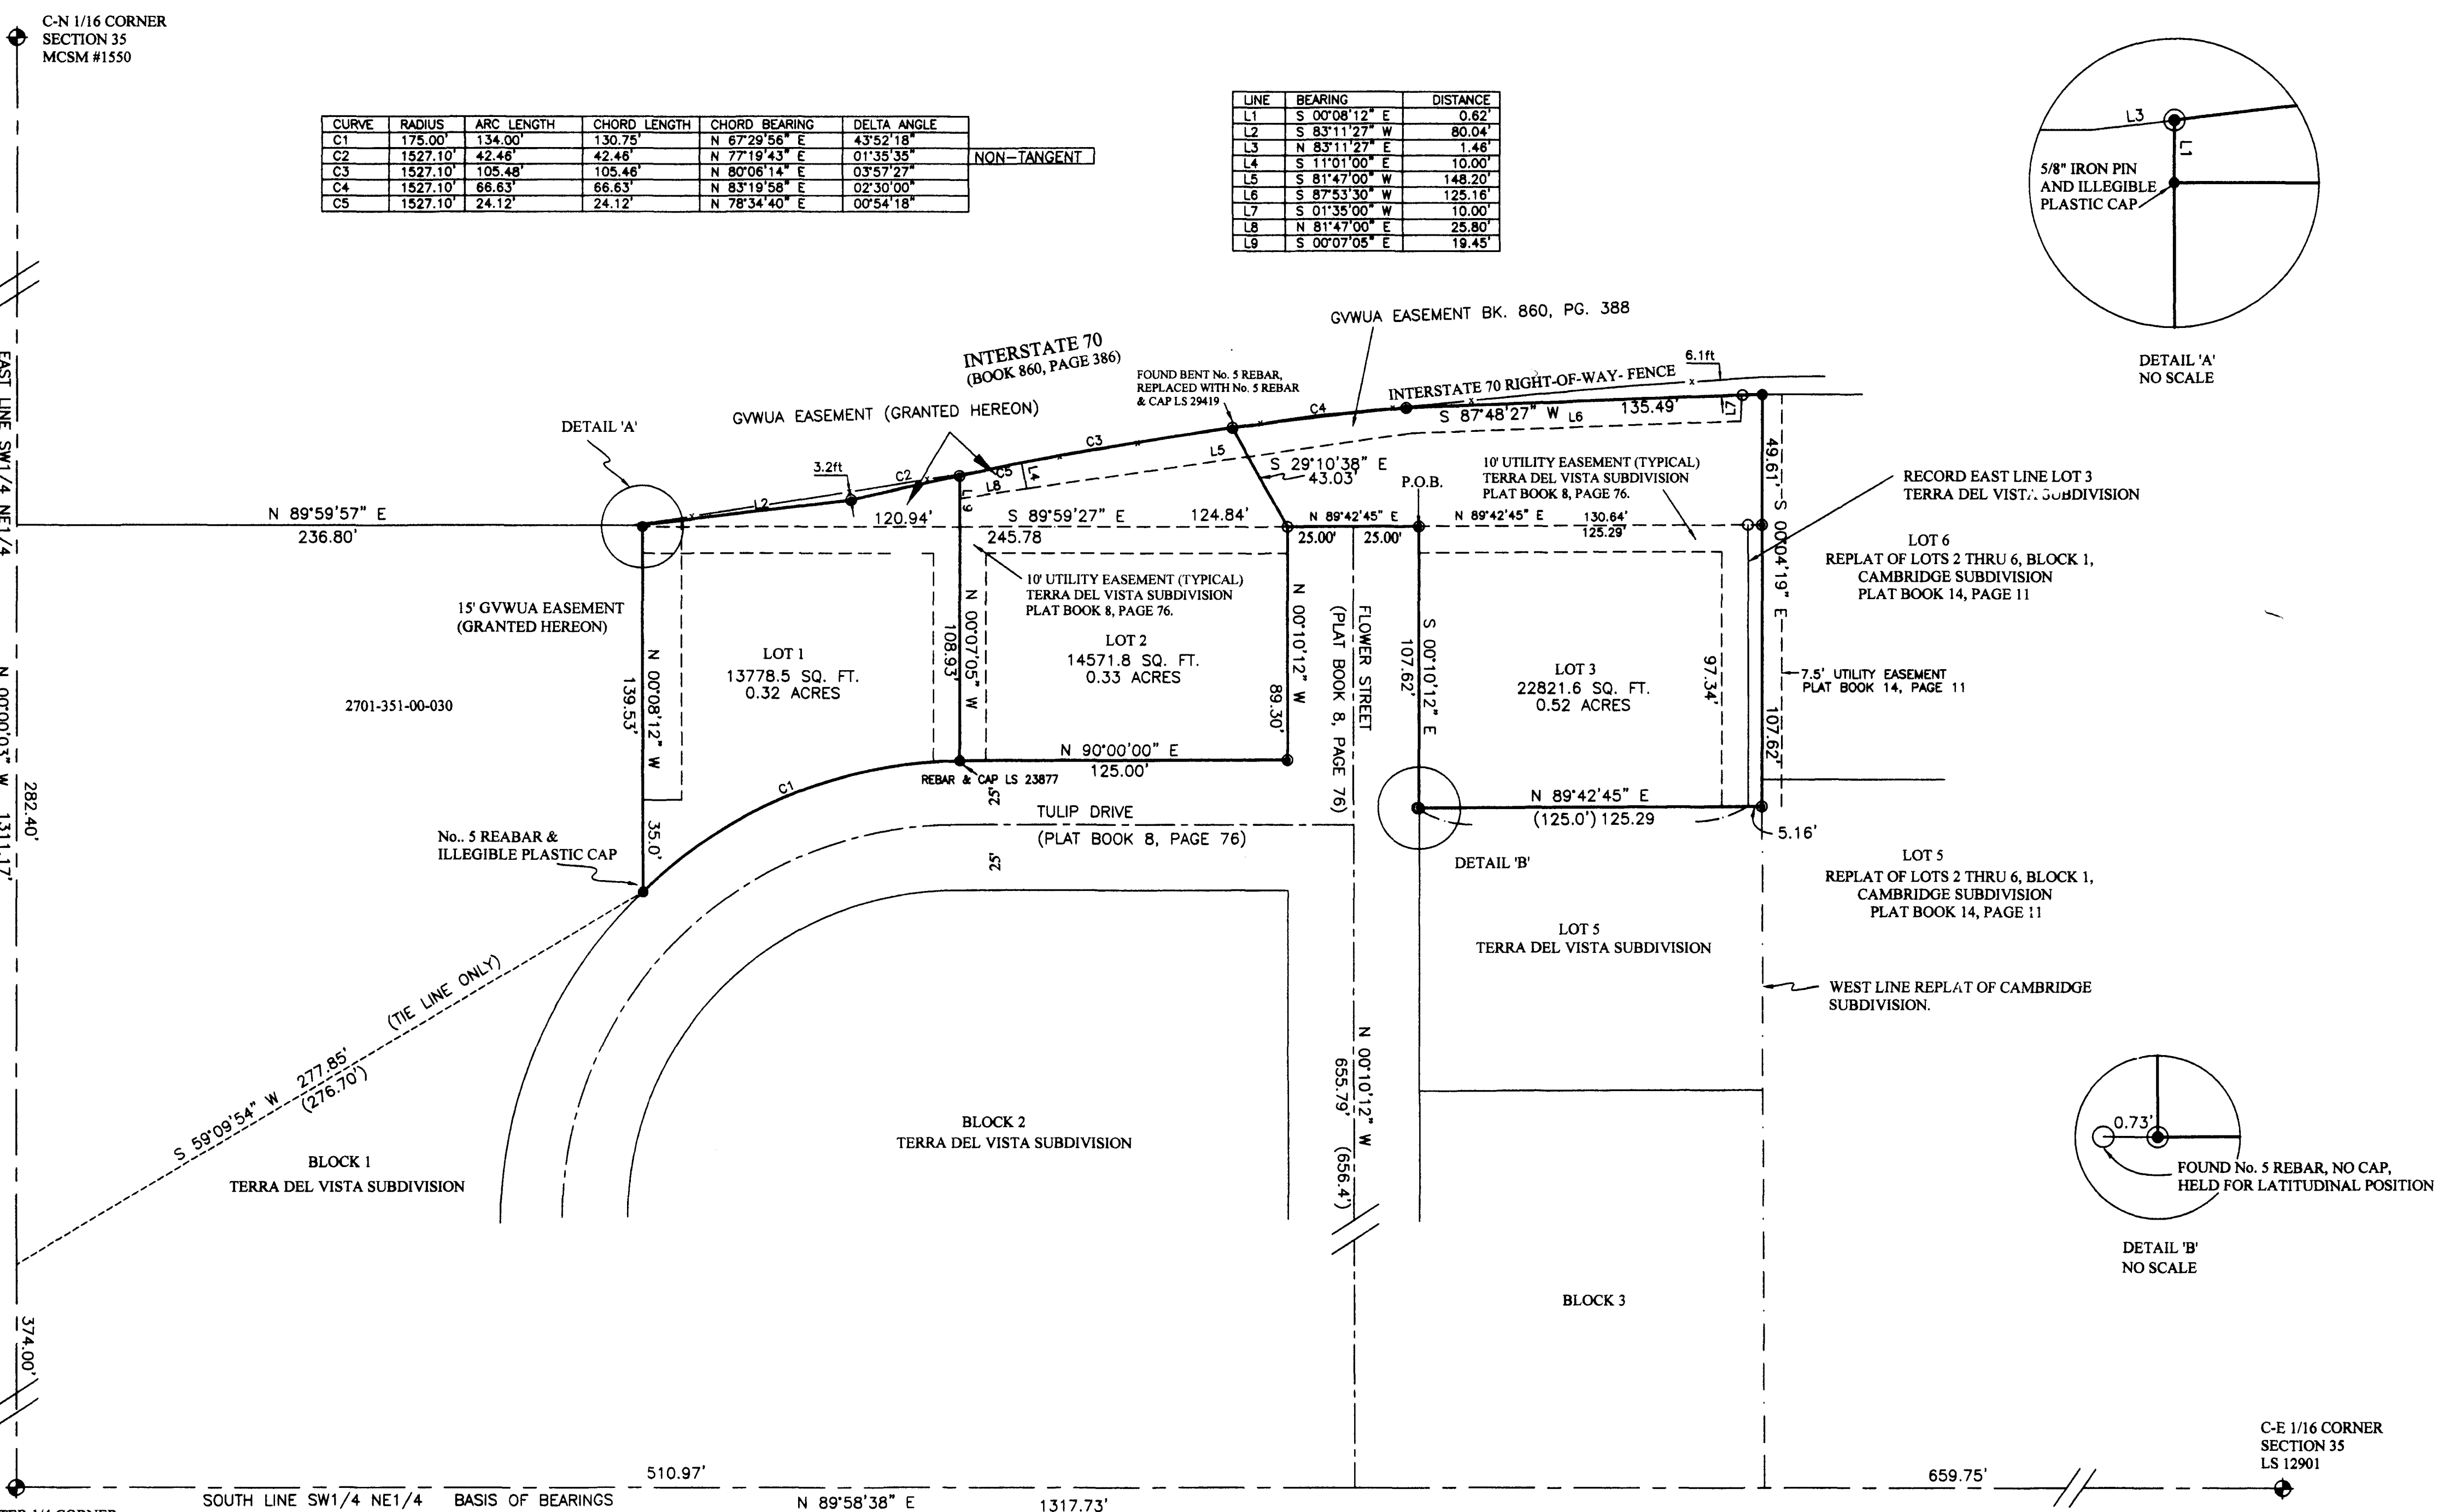 C-N 1/16 CORNER
SECTION 35
MCSM #1550
CURVE RADIUS ARC LENGTH CHORD LENGTH CHORD BEARING DELTA ANGLE
C1 175.00' 134.00' 130.75' N 67°29'56" E 43°52'18"
C2 1527.10' 42.46' 42.46' N 77°19'43" E 01°35'35" NON-TANGENT
C3 1527.10' 105.48' 105.46' N 80°06'14" E 03°57'27"
C4 1527.10' 66.63' 66.63' N 83°19'58" E 02°30'00"
C5 1527.10' 24.12' 24.12' N 78°34'40" E 00°54'18"
LINE BEARING DISTANCE
L1 S 00°08'12" E 0.62'
L2 S 83°11'27" W 80.04'
L3 N 83°11'27" E 1.46'
L4 S 11°01'00" E 10.00'
L5 S 81°47'00" W 148.20'
L6 S 87°53'30" W 125.16'
L7 S 01°35'00" W 10.00'
L8 N 81°47'00" E 25.80'
L9 S 00°07'05" E 19.45'
L3
L1
5/8" IRON PIN
AND ILLEGIBLE
PLASTIC CAP
DETAIL 'A'
NO SCALE
GVWUA EASEMENT BK. 860, PG. 388
INTERSTATE 70
(BOOK 860, PAGE 386)
FOUND BENT No. 5 REBAR,
REPLACED WITH No. 5 REBAR
& CAP LS 29419
6.1ft
INTERSTATE 70 RIGHT-OF-WAY- FENCE
GVWUA EASEMENT (GRANTED HEREON)
DETAIL 'A'
C4
S 87°48'27" W L6 135.49'
L7
C3
L5
3.2ft
C2
C5
L8
L4
L2
L9
S 29°10'38" E
43.03'
10' UTILITY EASEMENT (TYPICAL)
TERRA DEL VISTA SUBDIVISION
PLAT BOOK 8, PAGE 76.
P.O.B.
49.61'
S 00°04'19" E
RECORD EAST LINE LOT 3
TERRA DEL VISTA SUBDIVISION
N 89°59'57" E
236.80'
120.94' S 89°59'27" E 124.84'
245.78
N 89°42'45" E
25.00' 25.00'
N 89°42'45" E 130.64'
125.29'
LOT 6
REPLAT OF LOTS 2 THRU 6, BLOCK 1,
CAMBRIDGE SUBDIVISION
PLAT BOOK 14, PAGE 11
EAST LINE SW1/4 NE1/4
N 00°00'03" W 1311.17'
282.40'
374.00'
15' GVWUA EASEMENT
(GRANTED HEREON)
10' UTILITY EASEMENT (TYPICAL)
TERRA DEL VISTA SUBDIVISION
PLAT BOOK 8, PAGE 76.
N 00°08'12" W
139.53'
35.0'
LOT 1
13778.5 SQ. FT.
0.32 ACRES
N 00°07'05" W
108.93'
LOT 2
14571.8 SQ. FT.
0.33 ACRES
N 00°10'12" W
89.30'
FLOWER STREET
(PLAT BOOK 8, PAGE 76)
S 00°10'12" E
107.62'
LOT 3
22821.6 SQ. FT.
0.52 ACRES
97.34'
107.62'
7.5' UTILITY EASEMENT
PLAT BOOK 14, PAGE 11
2701-351-00-030
N 90°00'00" E
125.00'
REBAR & CAP LS 23877
C1
25'
TULIP DRIVE
(PLAT BOOK 8, PAGE 76)
25'
N 89°42'45" E
(125.0') 125.29
5.16'
DETAIL 'B'
No.. 5 REABAR &
ILLEGIBLE PLASTIC CAP
LOT 5
REPLAT OF LOTS 2 THRU 6, BLOCK 1,
CAMBRIDGE SUBDIVISION
PLAT BOOK 14, PAGE 11
LOT 5
TERRA DEL VISTA SUBDIVISION
WEST LINE REPLAT OF CAMBRIDGE
SUBDIVISION.
(TIE LINE ONLY)
S 59°09'54" W 277.85'
(276.70')
N 00°10'12" W
655.79' (656.4')
BLOCK 2
TERRA DEL VISTA SUBDIVISION
BLOCK 1
TERRA DEL VISTA SUBDIVISION
BLOCK 3
0.73'
FOUND No. 5 REBAR, NO CAP,
HELD FOR LATITUDINAL POSITION
DETAIL 'B'
NO SCALE
C-E 1/16 CORNER
SECTION 35
LS 12901
510.97'
659.75'
SOUTH LINE SW1/4 NE1/4 BASIS OF BEARINGS N 89°58'38" E 1317.73'